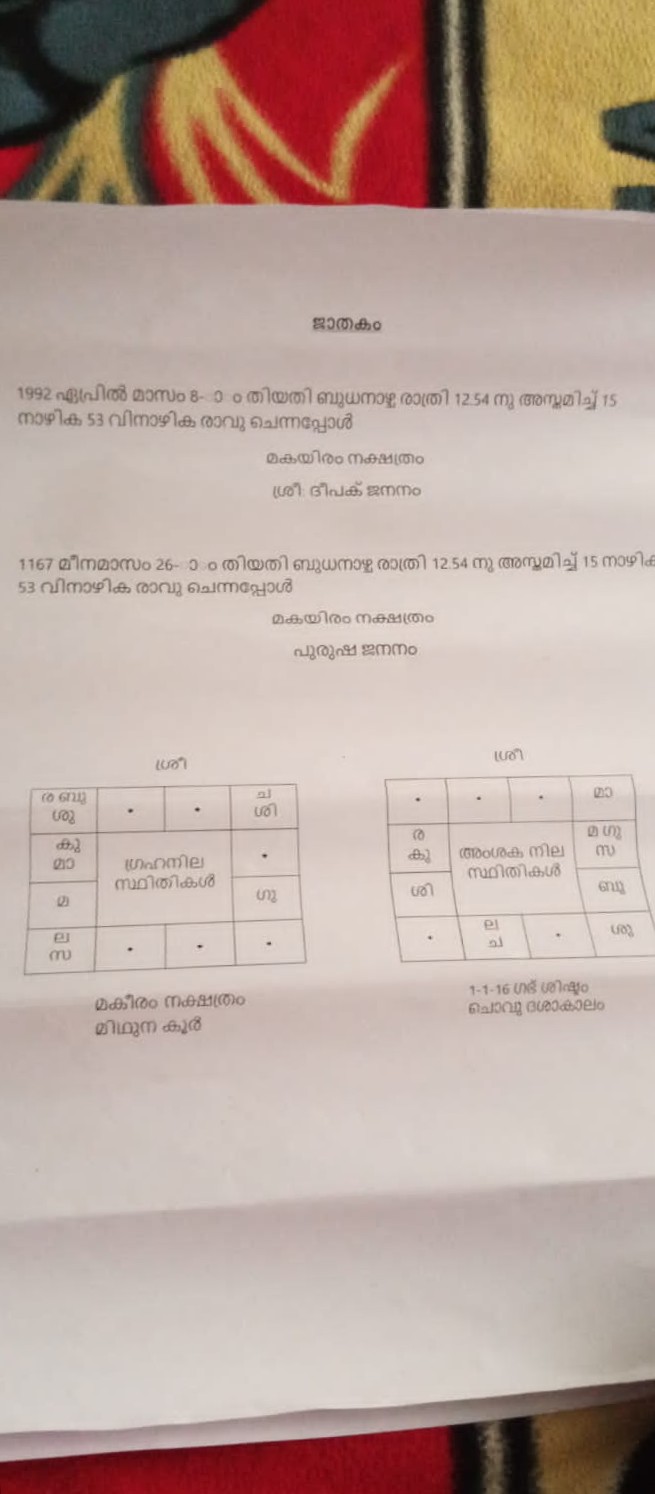 ജാതകം
1992 ഏപ്രിൽ മാസം 8- ാം തിയതി ബുധനാഴ്ച രാത്രി 12.54 നു അസ്തമിച്ച് 15
നാഴിക 53 വിനാഴിക രാവു ചെന്നപ്പോൾ
മകയിരം നക്ഷത്രം
ശ്രീ. ദീപക് ജനനം
1167 മീനമാസം 26- ാം തിയതി ബുധനാഴ്ച രാത്രി 12.54 നു അസ്തമിച്ച് 15 നാഴിക
53 വിനാഴിക രാവു ചെന്നപ്പോൾ
മകയിരം നക്ഷത്രം
പുരുഷ ജനനം
ശ്രീ
ര ബു
ശു
ച
ശി
കു
മാ
ഗ്രഹനില
സ്ഥിതികൾ
മ
ഗു
ല
സ
മകീരം നക്ഷത്രം
മിഥുന കൂർ
ശ്രീ
മാ
ര
കു
അംശക നില
സ്ഥിതികൾ
മ ഗു
സ
ശി
ബു
ല
ച
ശു
1-1-16 ഗർഭ ശിഷ്ടം
ചൊവ്വ ദശാകാലം